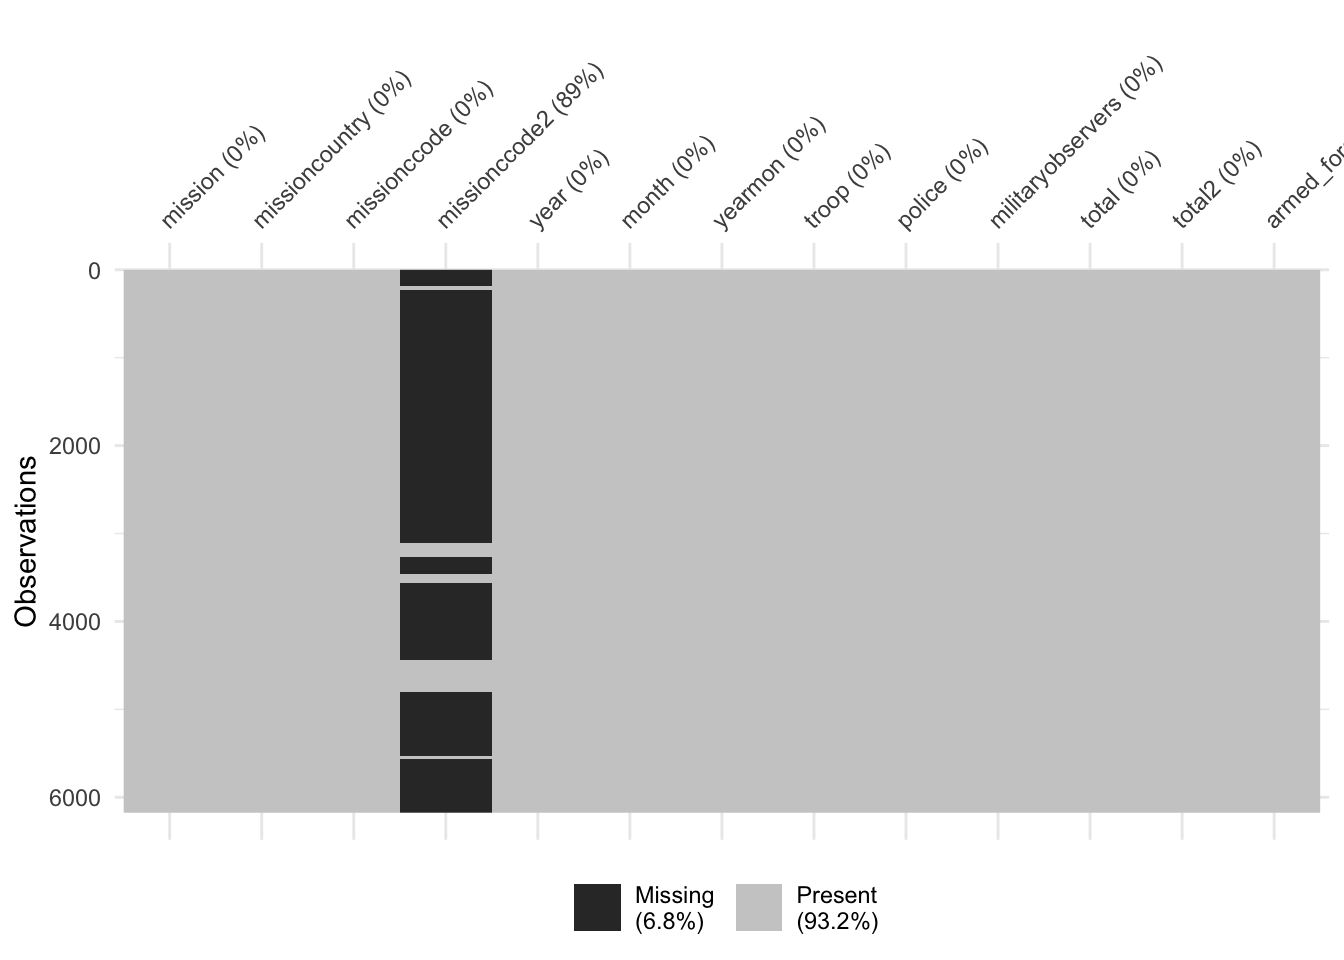 mission (0%)
missioncountry (0%)
missionccode (0%)
missionccode2 (89%)
year (0%)
month (0%)
yearmon (0%)
troop (0%)
police (0%)
militaryobservers (0%)
total (0%)
total2 (0%)
0
2000
4000
6000
Observations
Missing
(6.8%)
Present
(93.2%)